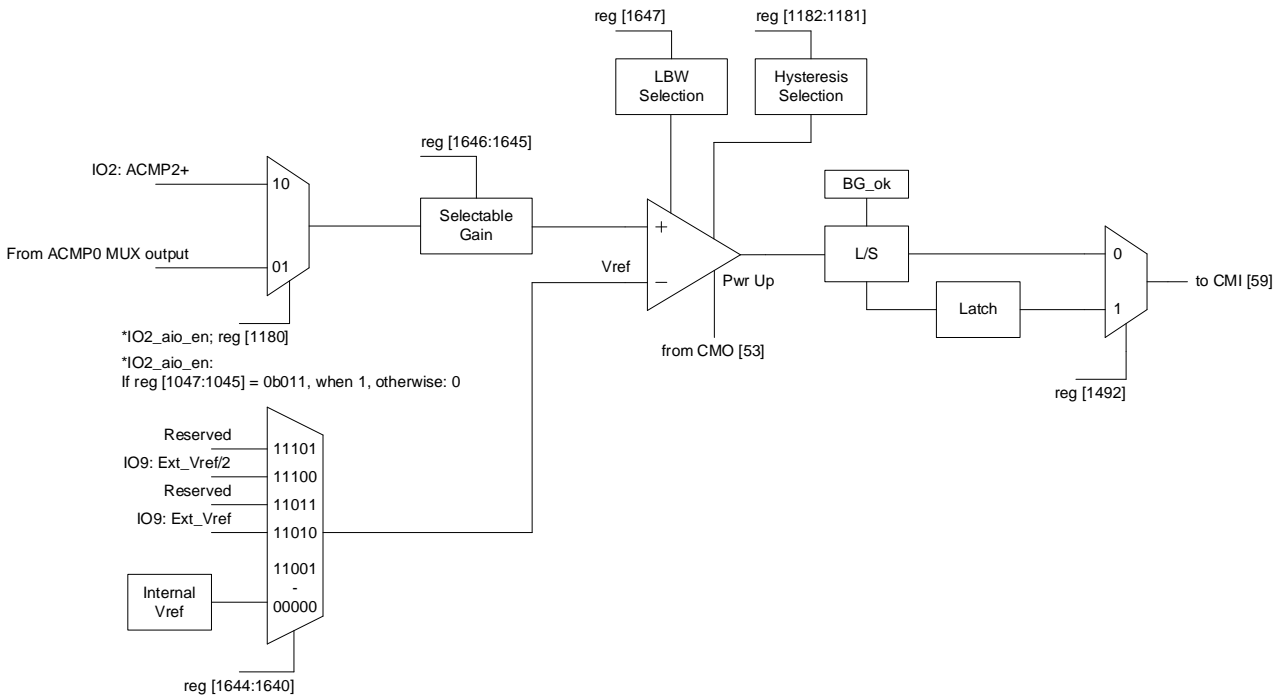 reg [1647]
reg [1182:1181]
LBW
Selection
Hysteresis
Selection
reg [1646:1645]
IO2: ACMP2+
10
Selectable
Gain
BG_ok
+
From ACMP0 MUX output
01
Vref
L/S
0
–
Pwr Up
to CMI [59]
Latch
1
*IO2_aio_en; reg [1180]
from CMO [53]
*IO2_aio_en:
If reg [1047:1045] = 0b011, when 1, otherwise: 0
reg [1492]
Reserved
11101
IO9: Ext_Vref/2
11100
Reserved
11011
IO9: Ext_Vref
11010
11001
-
00000
Internal
Vref
reg [1644:1640]